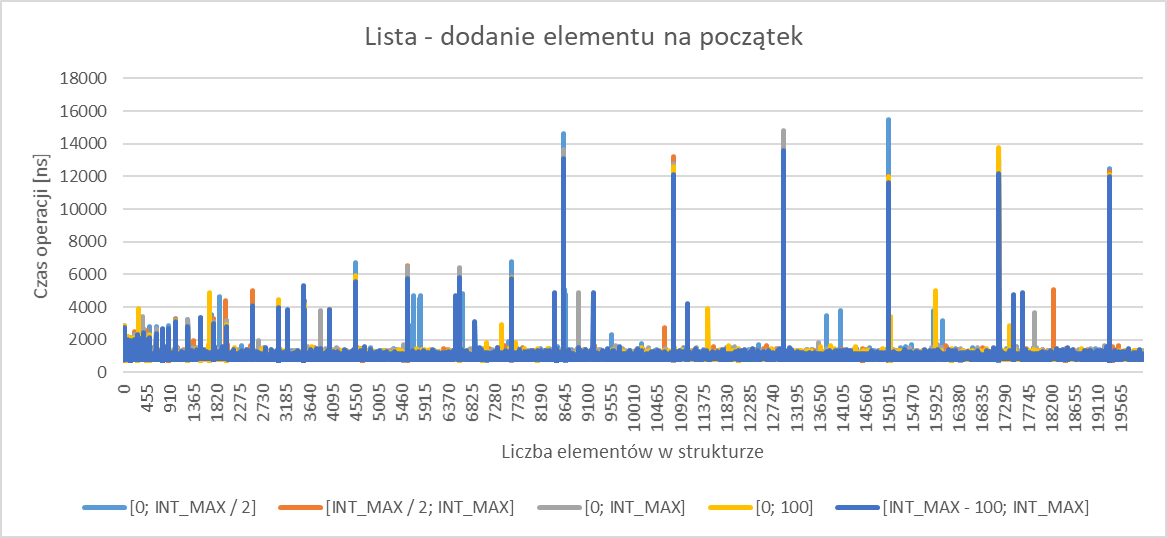 Lista - dodanie elementu na początek
Czas operacji [ns]
18000
16000
14000
12000
10000
8000
6000
4000
2000
0
0 455 910 1365 1820 2275 2730 3185 3640 4095 4550 5005 5460 5915 6370 6825 7280 7735 8190 8645 9100 9555 10010 10465 10920 11375 11830 12285 12740 13195 13650 14105 14560 15015 15470 15925 16380 16835 17290 17745 18200 18655 19110 19565
Liczba elementów w strukturze
[0; INT_MAX / 2] [INT_MAX / 2; INT_MAX] [0; INT_MAX] [0; 100] [INT_MAX - 100; INT_MAX]